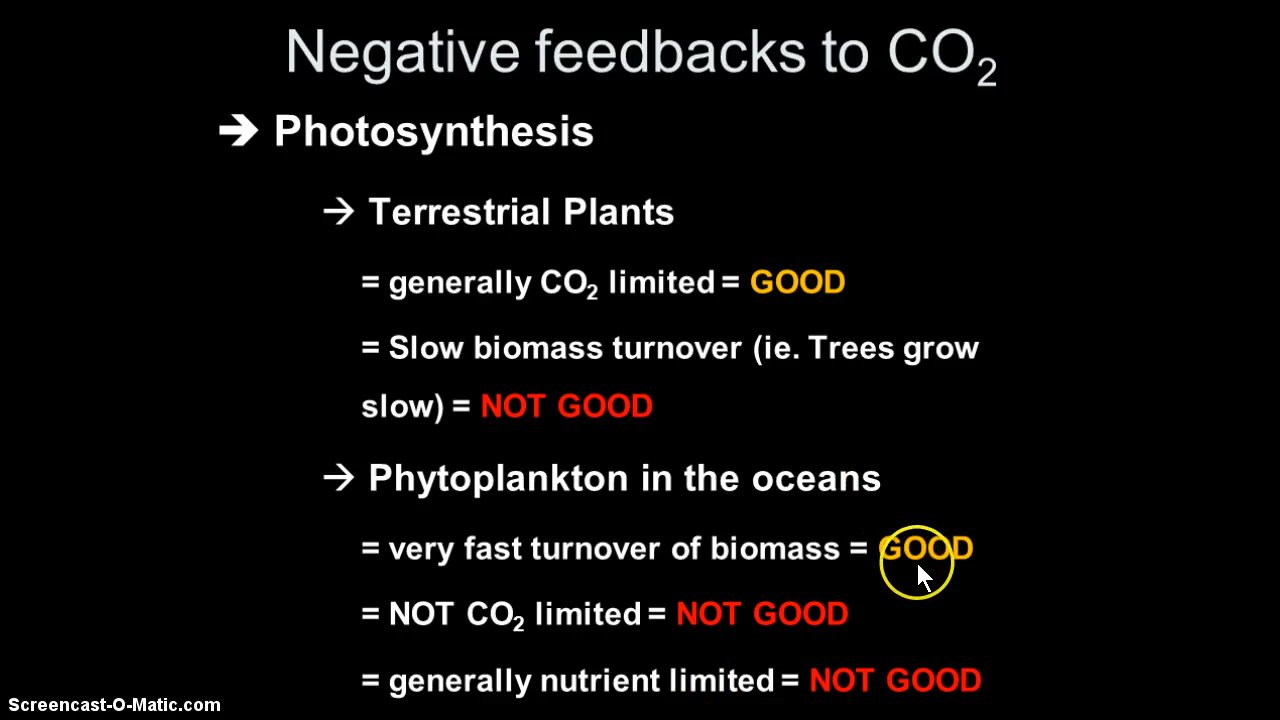 Negative feedbacks to CO₂
→ Photosynthesis
→ Terrestrial Plants
= generally CO₂ limited = GOOD
= Slow biomass turnover (ie. Trees grow
slow) = NOT GOOD
→ Phytoplankton in the oceans
= very fast turnover of biomass = GOOD
= NOT CO₂ limited = NOT GOOD
= generally nutrient limited = NOT GOOD
Screencast-O-Matic.com